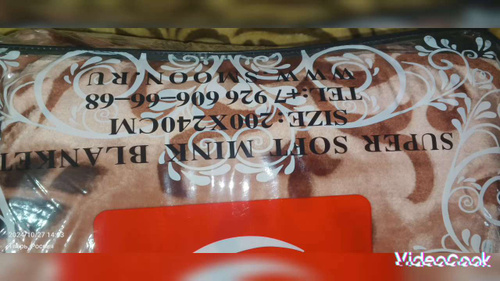 SUPER SOFT MINK BLANKET
SIZE: 200X240CM
TEL:+7 926 606-66-68
WWW.SMOON.RU
2024/10/27 14:53
VideoCook